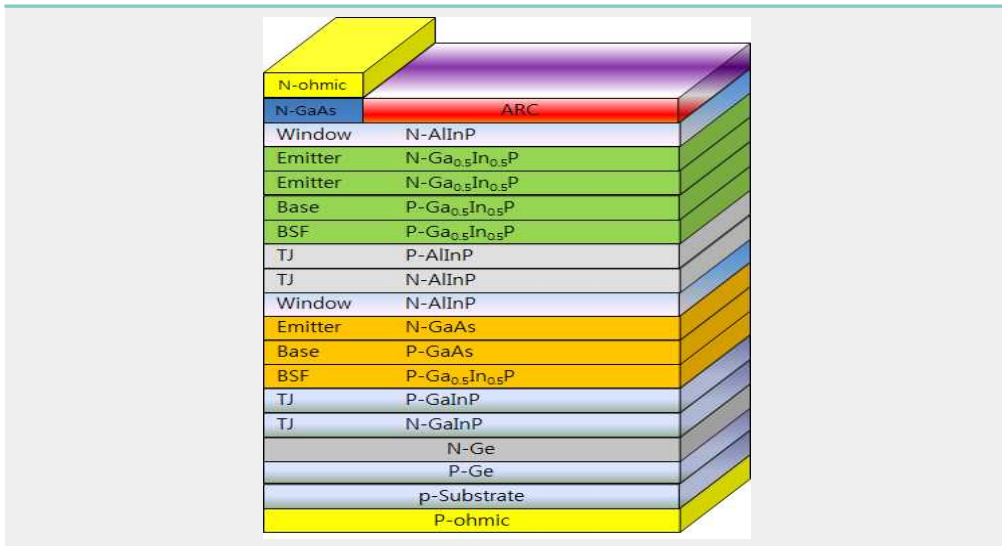 N-ohmic
N-GaAs ARC
Window N-AlInP
Emitter N-Ga0.5In0.5P
Emitter N-Ga0.5In0.5P
Base P-Ga0.5In0.5P
BSF P-Ga0.5In0.5P
TJ P-AlInP
TJ N-AlInP
Window N-AlInP
Emitter N-GaAs
Base P-GaAs
BSF P-Ga0.5In0.5P
TJ P-GaInP
TJ N-GaInP
N-Ge
P-Ge
p-Substrate
P-ohmic